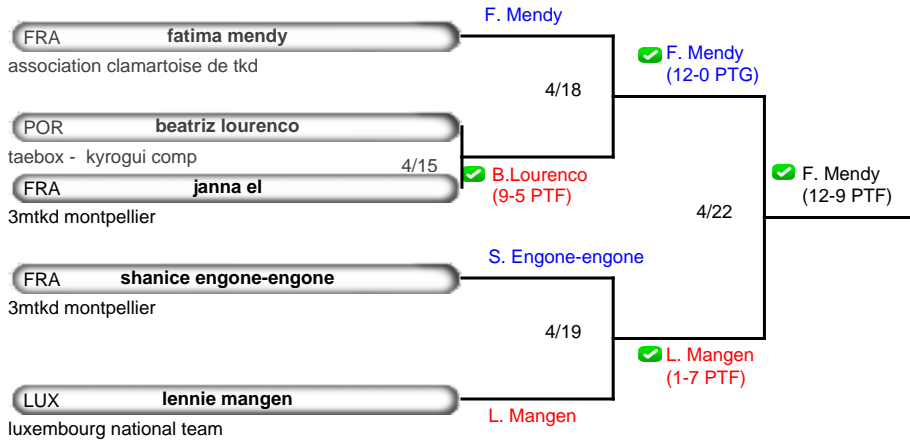 F. Mendy
FRA fatima mendy
association clamartoise de tkd
F. Mendy
(12-0 PTG)
4/18
POR beatriz lourenco
taebox - kyrogui comp
4/15
B.Lourenco
(9-5 PTF)
FRA janna el
3mtkd montpellier
F. Mendy
(12-9 PTF)
4/22
S. Engone-engone
FRA shanice engone-engone
3mtkd montpellier
4/19
L. Mangen
(1-7 PTF)
LUX lennie mangen
L. Mangen
luxembourg national team